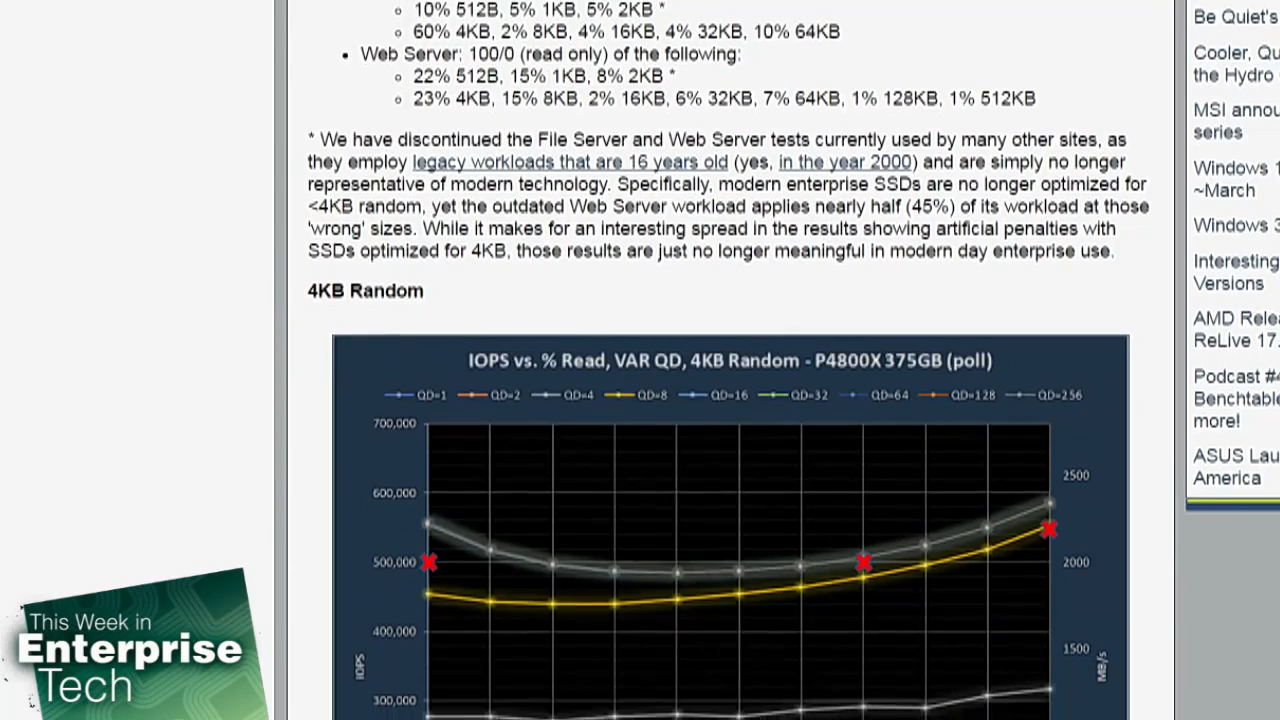 10% 512B, 5% 1KB, 5% 2KB *
60% 4KB, 2% 8KB, 4% 16KB, 4% 32KB, 10% 64KB
Web Server: 100/0 (read only) of the following:
22% 512B, 15% 1KB, 8% 2KB *
23% 4KB, 15% 8KB, 2% 16KB, 6% 32KB, 7% 64KB, 1% 128KB, 1% 512KB
* We have discontinued the File Server and Web Server tests currently used by many other sites, as
they employ legacy workloads that are 16 years old (yes, in the year 2000) and are simply no longer
representative of modern technology. Specifically, modern enterprise SSDs are no longer optimized for
<4KB random, yet the outdated Web Server workload applies nearly half (45%) of its workload at those
'wrong' sizes. While it makes for an interesting spread in the results showing artificial penalties with
SSDs optimized for 4KB, those results are just no longer meaningful in modern day enterprise use.
4KB Random
IOPS vs. % Read, VAR QD, 4KB Random - P4800X 375GB (poll)
QD=1 QD=2 QD=4 QD=8 QD=16 QD=32 QD=64 QD=128 QD=256
700,000
600,000
500,000
400,000
300,000
IOPS
2500
2000
1500
MB/s
Be Quiet's
Cooler, Qu
the Hydro
MSI annou
series
Windows 1
~March
Windows 3
Interesting
Versions
AMD Relea
ReLive 17.
Podcast #4
Benchtable
more!
ASUS Lau
America
This Week in
Enterprise
Tech